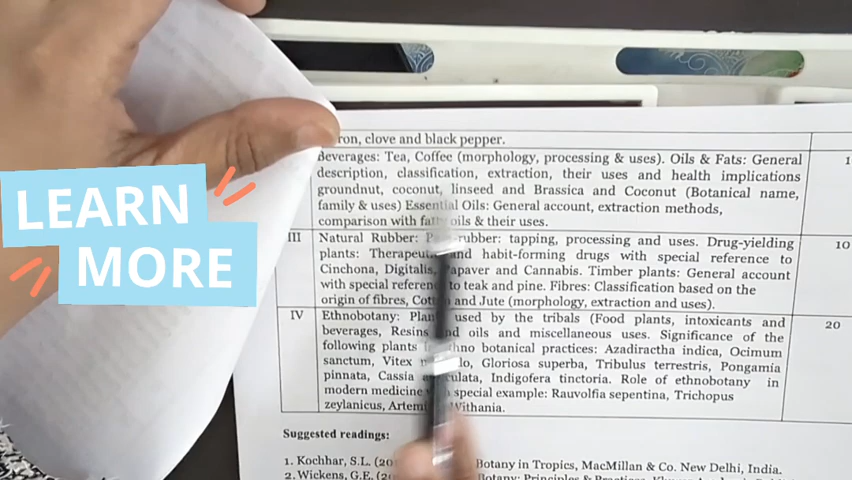 LEARN
MORE
clove and black pepper.
Beverages: Tea, Coffee (morphology, processing & uses). Oils & Fats: General
description, classification, extraction, their uses and health implications
groundnut, coconut, linseed and Brassica and Coconut (Botanical name,
family & uses) Essential Oils: General account, extraction methods,
comparison with fatty oils & their uses.
III Natural Rubber: rubber: tapping, processing and uses. Drug-yielding 10
plants: and habit-forming drugs with special reference to
Cinchona, Digitalis, Papaver and Cannabis. Timber plants: General account
with special to teak and pine. Fibres: Classification based on the
origin of fibres, and Jute (morphology, extraction and uses).
IV Ethnobotany: used by the tribals (Food plants, intoxicants and 20
beverages, Resins and oils and miscellaneous uses. Significance of the
following plants botanical practices: Azadiractha indica, Ocimum
sanctum, Vitex Gloriosa superba, Tribulus terrestris, Pongamia
pinnata, Cassia Indigofera tinctoria. Role of ethnobotany in
modern medicine special example: Rauvolfia sepentina, Trichopus
zeylanicus, Withania.
Suggested readings:
1. Kochhar, S.L. Botany in Tropics, MacMillan & Co. New Delhi, India.
2. Wickens, G.E.